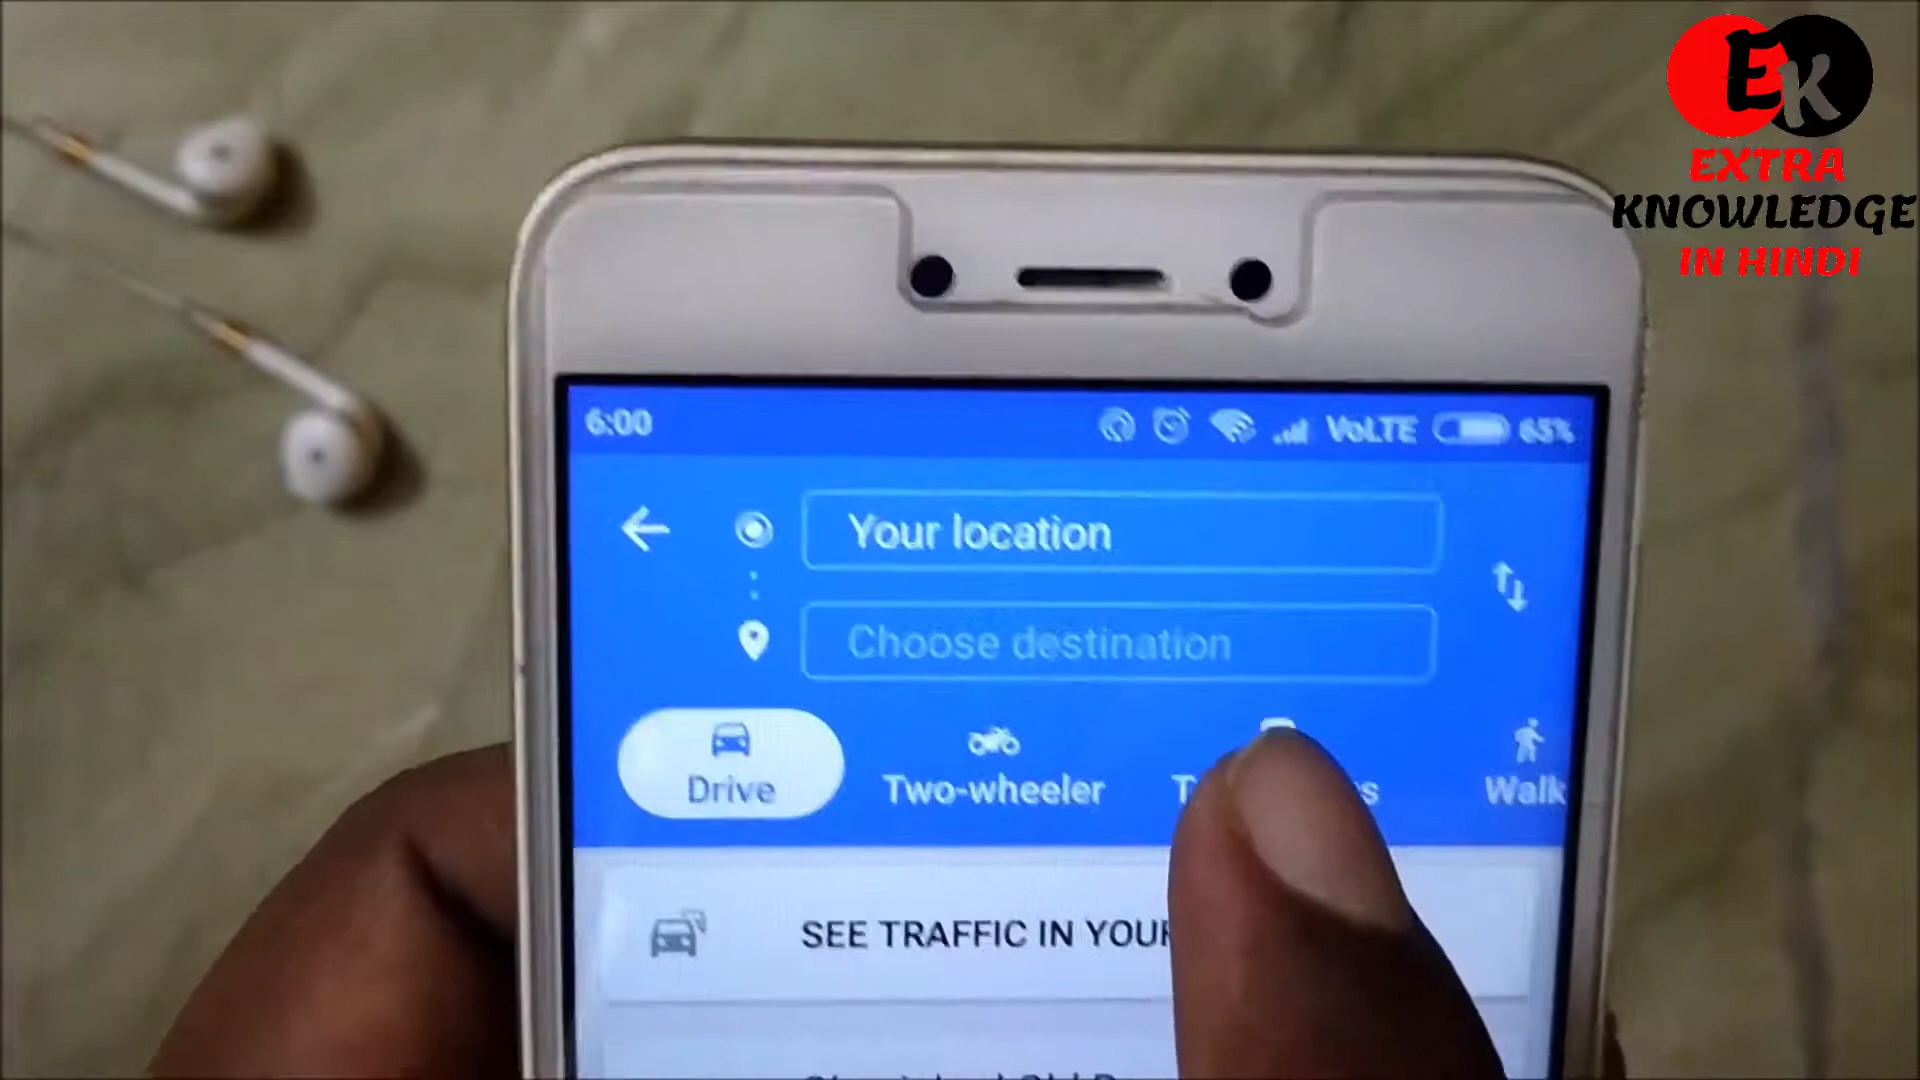 EK
EXTRA
KNOWLEDGE
IN HINDI
6:00
VoLTE 65%
Your location
Choose destination
Drive
Two-wheeler
Walk
SEE TRAFFIC IN YOUR